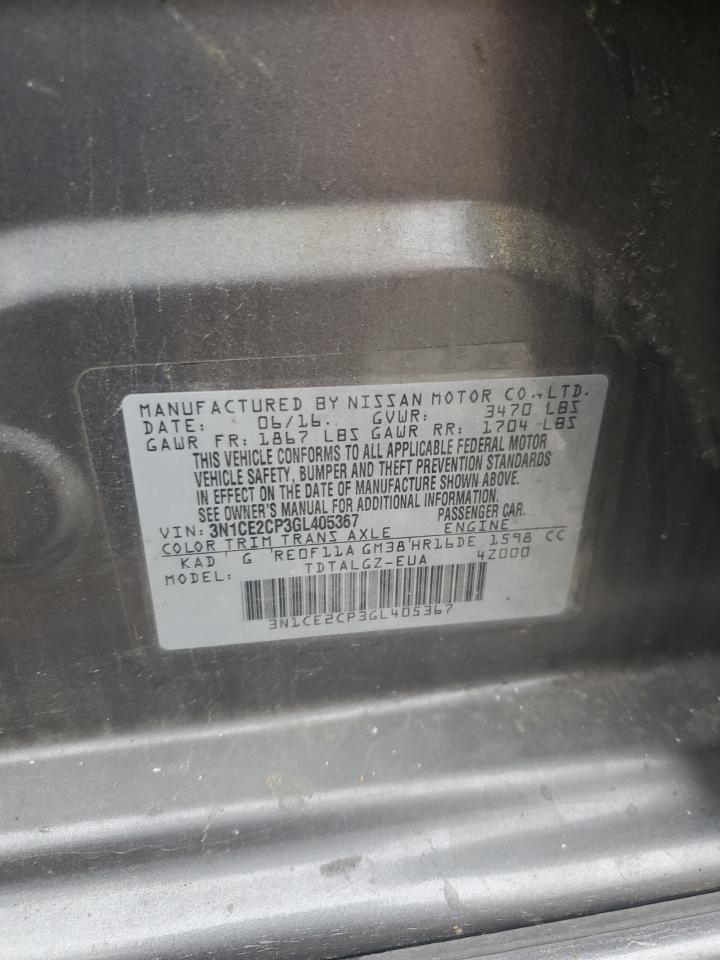 MANUFACTURED BY NISSAN MOTOR CO.,LTD.
DATE: 06/16. GVWR: 3470 LBS
GAWR FR: 1867 LBS GAWR RR: 1704 LBS
THIS VEHICLE CONFORMS TO ALL APPLICABLE FEDERAL MOTOR
VEHICLE SAFETY, BUMPER AND THEFT PREVENTION STANDARDS
IN EFFECT ON THE DATE OF MANUFACTURE SHOWN ABOVE.
SEE OWNER'S MANUAL FOR ADDITIONAL INFORMATION.
VIN: 3N1CE2CP3GL405367 PASSENGER CAR.
COLOR TRIM TRANS AXLE ENGINE
KAD G RE0F11A GM38 HR16DE 1598 CC
MODEL: TDTALGZ-EUA 42000
3N1CE2CP3GL405367